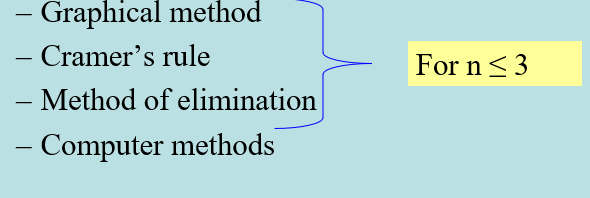 – Graphical method
– Cramer’s rule
– Method of elimination
– Computer methods
For n ≤ 3